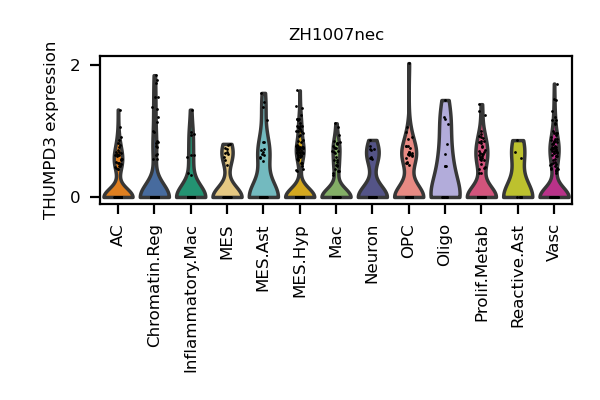 ZH1007nec
THUMPD3 expression
2
0
AC
Chromatin.Reg
Inflammatory.Mac
MES
MES.Ast
MES.Hyp
Mac
Neuron
OPC
Oligo
Prolif.Metab
Reactive.Ast
Vasc